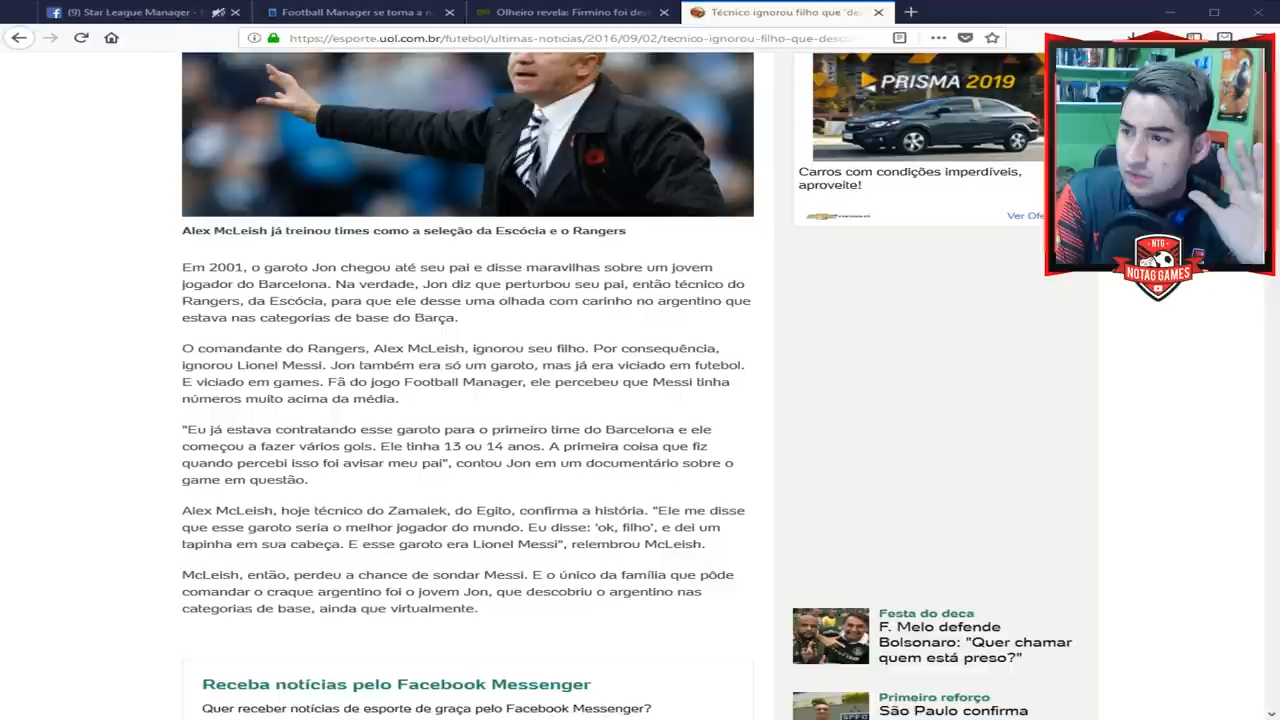 (9) Star League Manager -
Football Manager se torna a n
Olheiro revela: Firmino foi des
Técnico ignorou filho que 'de
https://esporte.uol.com.br/futebol/ultimas-noticias/2016/09/02/tecnico-ignorou-filho-que-desco
PRISMA 2019
Carros com condições imperdíveis,
aproveite!
CHEVROLET
Ver Ofe
NTG
NOTAG GAMES
Alex McLeish já treinou times como a seleção da Escócia e o Rangers
Em 2001, o garoto Jon chegou até seu pai e disse maravilhas sobre um jovem
jogador do Barcelona. Na verdade, Jon diz que perturbou seu pai, então técnico do
Rangers, da Escócia, para que ele desse uma olhada com carinho no argentino que
estava nas categorias de base do Barça.
O comandante do Rangers, Alex McLeish, ignorou seu filho. Por consequência,
ignorou Lionel Messi. Jon também era só um garoto, mas já era viciado em futebol.
E viciado em games. Fã do jogo Football Manager, ele percebeu que Messi tinha
números muito acima da média.
"Eu já estava contratando esse garoto para o primeiro time do Barcelona e ele
começou a fazer vários gols. Ele tinha 13 ou 14 anos. A primeira coisa que fiz
quando percebi isso foi avisar meu pai", contou Jon em um documentário sobre o
game em questão.
Alex McLeish, hoje técnico do Zamalek, do Egito, confirma a história. "Ele me disse
que esse garoto seria o melhor jogador do mundo. Eu disse: 'ok, filho', e dei um
tapinha em sua cabeça. E esse garoto era Lionel Messi", relembrou McLeish.
McLeish, então, perdeu a chance de sondar Messi. E o único da família que pôde
comandar o craque argentino foi o jovem Jon, que descobriu o argentino nas
categorias de base, ainda que virtualmente.
Receba notícias pelo Facebook Messenger
Quer receber notícias de esporte de graça pelo Facebook Messenger?
Festa do deca
F. Melo defende
Bolsonaro: "Quer chamar
quem está preso?"
Primeiro reforço
São Paulo confirma
SPFC